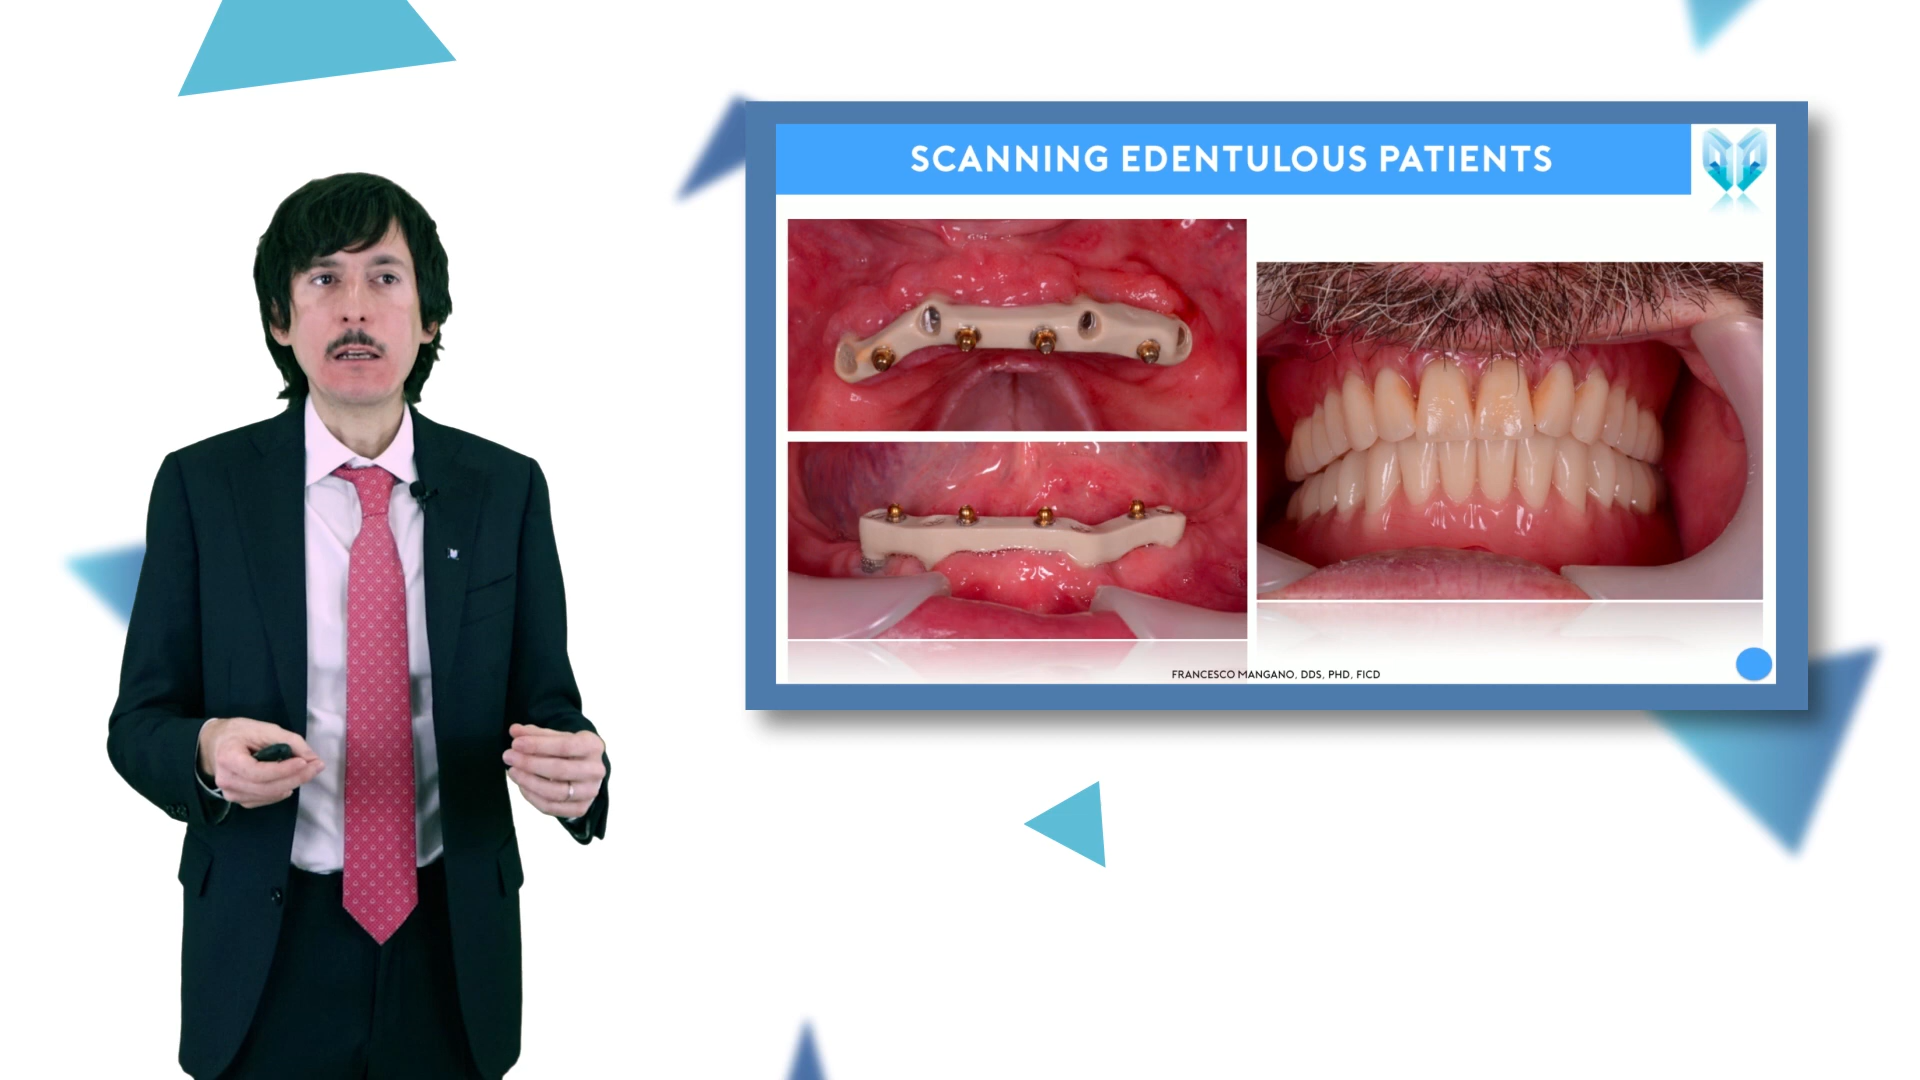 SCANNING EDENTULOUS PATIENTS
FRANCESCO MANGANO, DDS, PHD, FICD